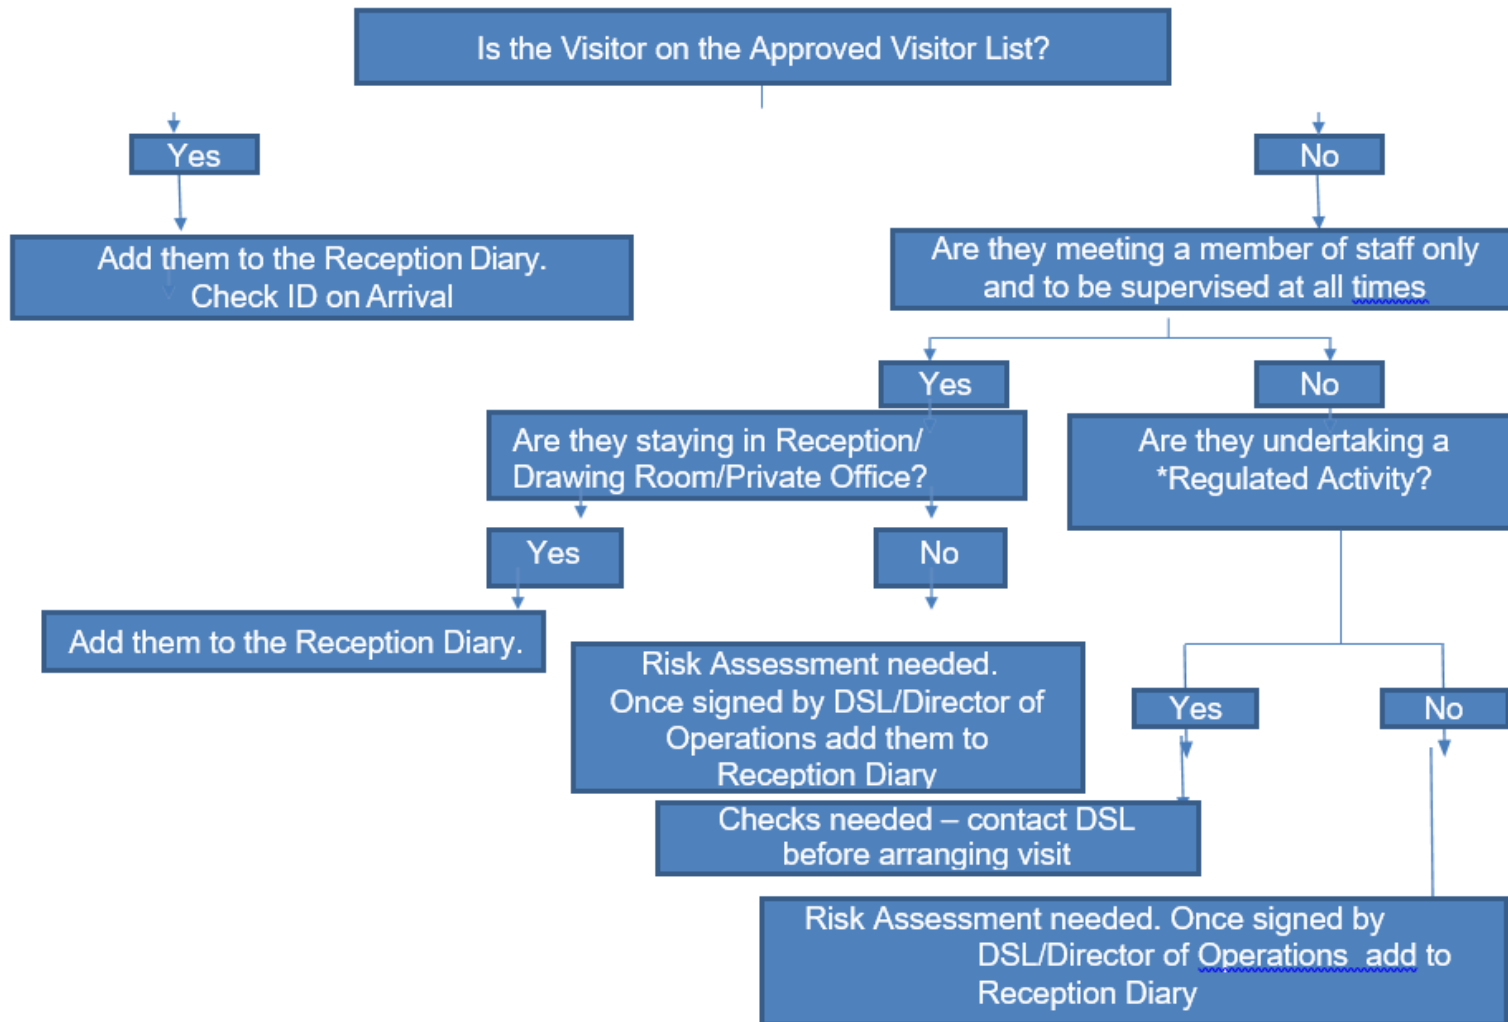 Is the Visitor on the Approved Visitor List?
Yes
No
Add them to the Reception Diary.
Check ID on Arrival
Are they meeting a member of staff only
and to be supervised at all times
Yes
No
Are they staying in Reception/
Drawing Room/Private Office?
Are they undertaking a
*Regulated Activity?
Yes
No
Add them to the Reception Diary.
Risk Assessment needed.
Once signed by DSL/Director of
Operations add them to
Reception Diary
Yes
No
Checks needed – contact DSL
before arranging visit
Risk Assessment needed. Once signed by
DSL/Director of Operations  add to
Reception Diary